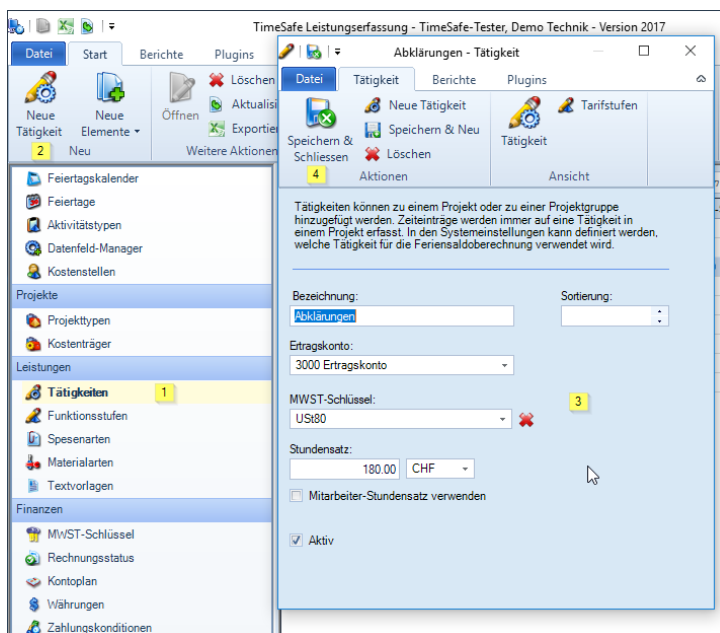 TimeSafe Leistungserfassung - TimeSafe-Tester, Demo Technik - Version 2017
Datei Start Berichte Plugins
Neue Tätigkeit
2
Neue Elemente
Neu
Öffnen
Löschen
Aktualisi
Exportie
Weitere Aktionen
Feiertagskalender
Feiertage
Aktivitätstypen
Datenfeld-Manager
Kostenstellen
Projekte
Projekttypen
Kostenträger
Leistungen
Tätigkeiten 1
Funktionsstufen
Spesenarten
Materialarten
Textvorlagen
Finanzen
MWST-Schlüssel
Rechnungsstatus
Kontoplan
Währungen
Zahlungskonditionen
Abklärungen - Tätigkeit
Datei Tätigkeit Berichte Plugins
Speichern &
Schliessen
4
Neue Tätigkeit
Speichern & Neu
Löschen
Aktionen
Tätigkeit
Tarifstufen
Ansicht
Tätigkeiten können zu einem Projekt oder zu einer Projektgruppe
hinzugefügt werden. Zeiteinträge werden immer auf eine Tätigkeit in
einem Projekt erfasst. In den Systemeinstellungen kann definiert werden,
welche Tätigkeit für die Feriensaldoberechnung verwendet wird.
Bezeichnung: Sortierung:
Abklärungen
Ertragskonto:
3000 Ertragskonto
MWST-Schlüssel:
USt80
3
Stundensatz:
180.00 CHF
Mitarbeiter-Stundensatz verwenden
Aktiv